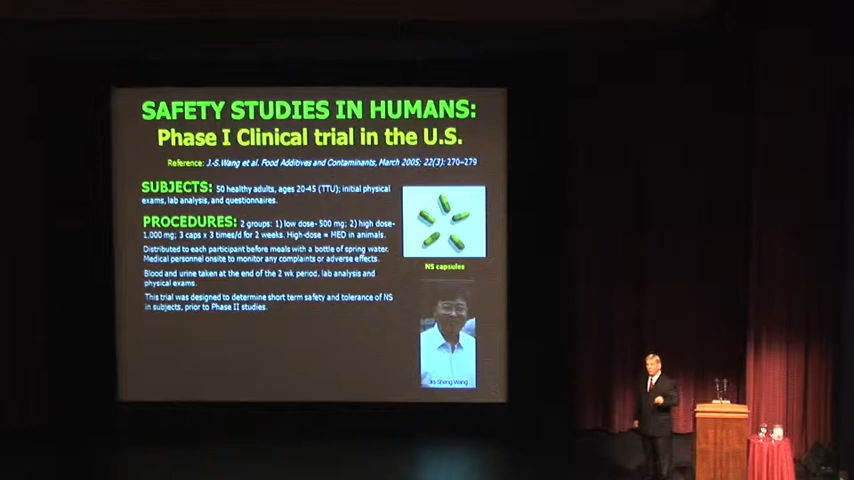 SAFETY STUDIES IN HUMANS:
Phase I Clinical trial in the U.S.
Reference: J.-S.Wang et al. Food Additives and Contaminants, March 2005; 22(3): 270-279
SUBJECTS: 50 healthy adults, ages 20-45 (TTU); initial physical
exams, lab analysis, and questionnaires.
PROCEDURES: 2 groups: 1) low dose- 500 mg; 2) high dose-
1,000 mg; 3 caps x 3 times/d for 2 weeks. High-dose = MED in animals.
Distributed to each participant before meals with a bottle of spring water.
Medical personnel onsite to monitor any complaints or adverse effects.
Blood and urine taken at the end of the 2 wk period, lab analysis and
physical exams.
This trial was designed to determine short term safety and tolerance of NS
in subjects, prior to Phase II studies.
NS capsules
Jia-Sheng Wang